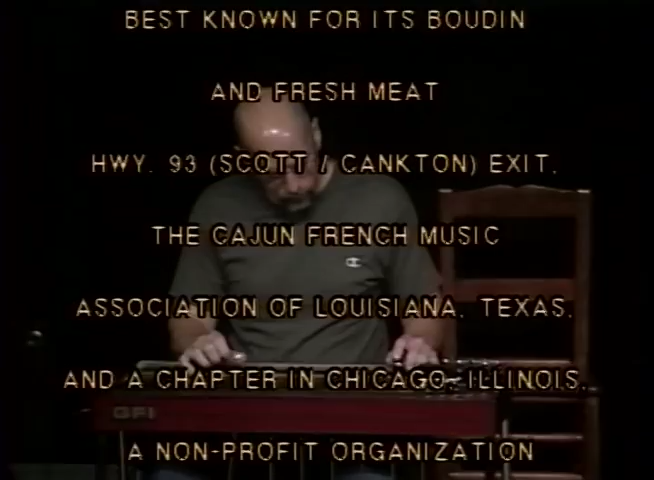 BEST KNOWN FOR ITS BOUDIN
AND FRESH MEAT
HWY. 93 (SCOTT / CANKTON) EXIT.
THE CAJUN FRENCH MUSIC
ASSOCIATION OF LOUISIANA, TEXAS,
AND A CHAPTER IN CHICAGO, ILLINOIS,
GFI
A NON-PROFIT ORGANIZATION